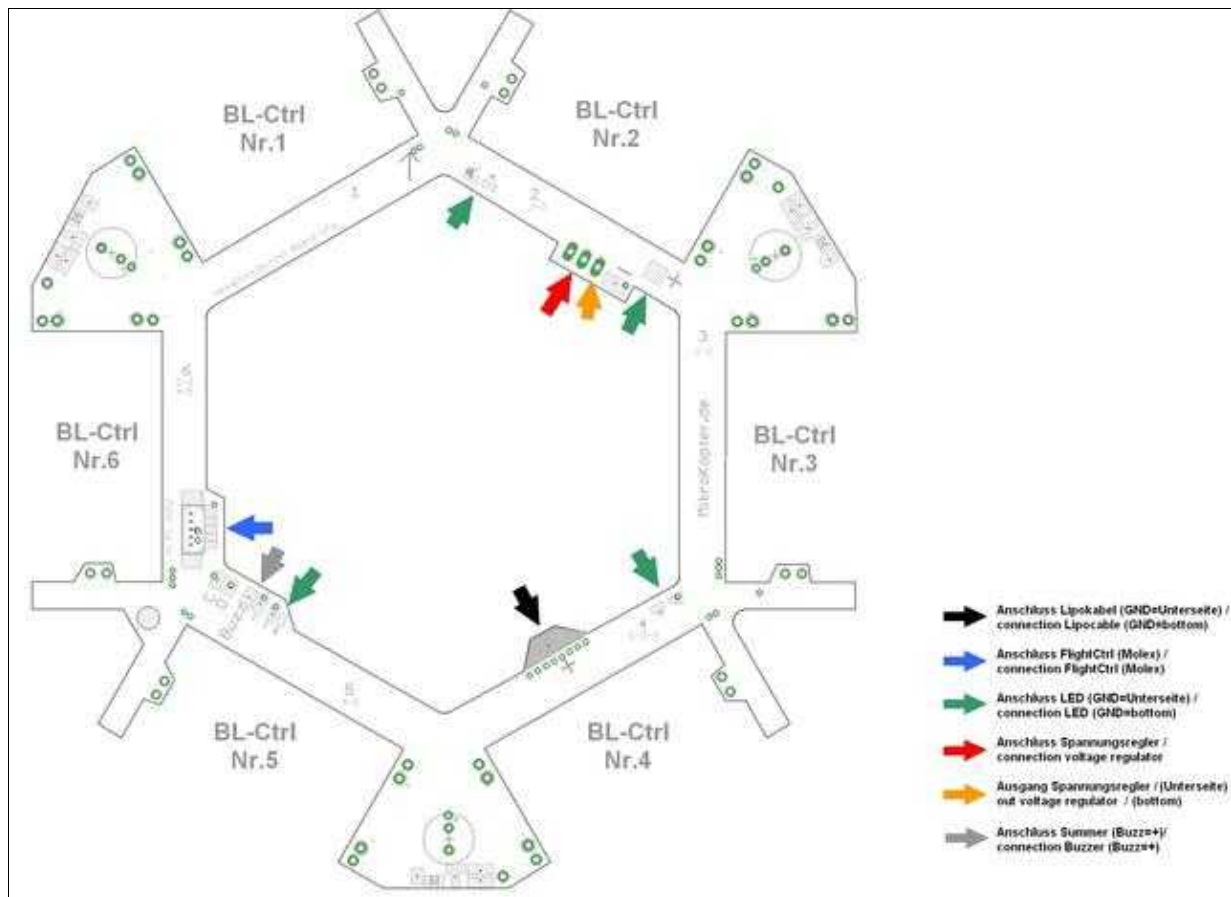 BL-Ctrl
Nr.1
BL-Ctrl
Nr.2
BL-Ctrl
Nr.6
BL-Ctrl
Nr.3
MikroKopter.de
Buzz
BL-Ctrl
Nr.5
BL-Ctrl
Nr.4
Anschluss Lipokabel (GND=Unterseite) /
connection Lipocable (GND=bottom)
Anschluss FlightCtrl (Molex) /
connection FlightCtrl (Molex)
Anschluss LED (GND=Unterseite) /
connection LED (GND=bottom)
Anschluss Spannungsregler /
connection voltage regulator
Ausgang Spannungsregler / (Unterseite)
out voltage regulator / (bottom)
Anschluss Summer (Buzz=+)/
connection Buzzer (Buzz=+)